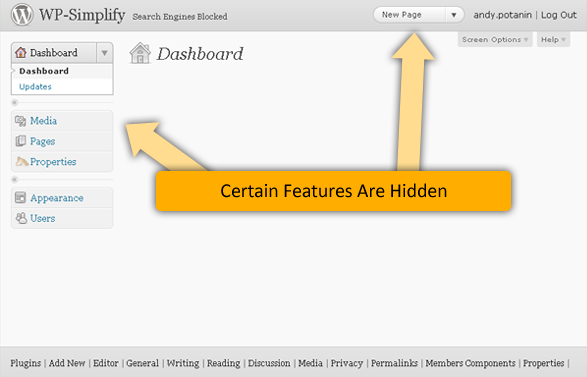 WP-Simplify Search Engines Blocked
New Page
andy.potanin | Log Out
Screen Options
Help
Dashboard
Dashboard
Updates
Media
Pages
Properties
Appearance
Users
Dashboard
Certain Features Are Hidden
Plugins | Add New | Editor | General | Writing | Reading | Discussion | Media | Privacy | Permalinks | Members Components | Properties |